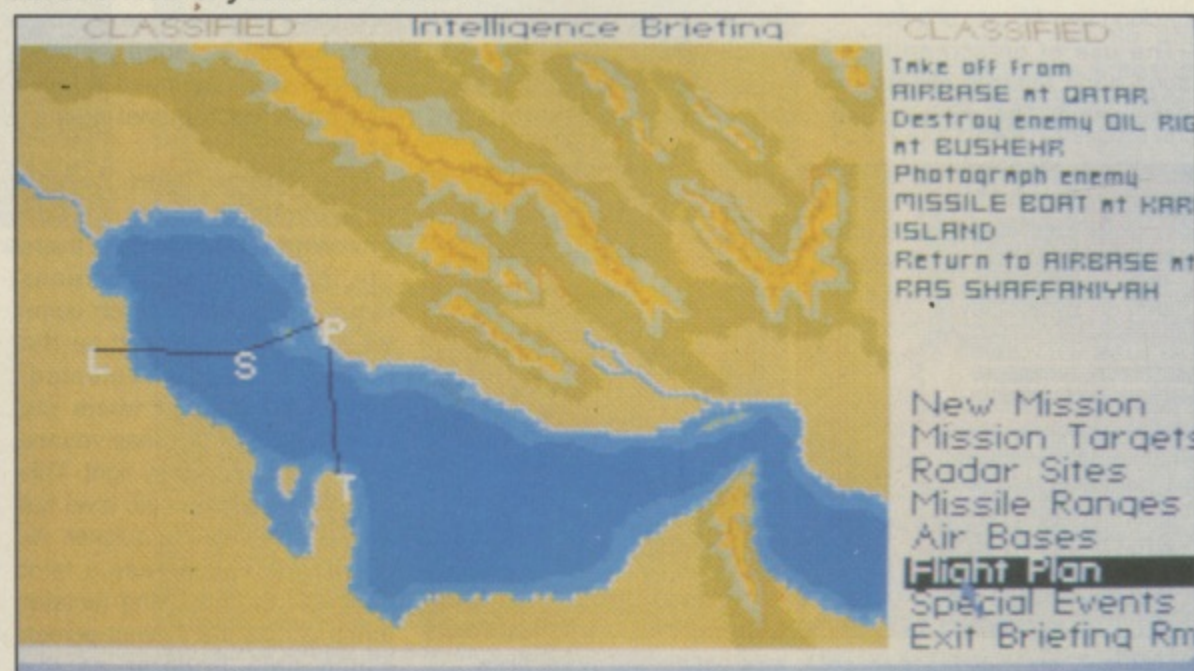 CLASSIFIED
Intelligence Briefing
CLASSIFIED
Take off from
AIRBASE at QATAR
Destroy enemy OIL RIG
at BUSHEHR
Photograph enemy
MISSILE BOAT at KAR
ISLAND
Return to AIRBASE at
RAS SHAFFANIYAH
L
S
P
T
New Mission
Mission Targets
Radar Sites
Missile Ranges
Air Bases
Flight Plan
Special Events
Exit Briefing Rm